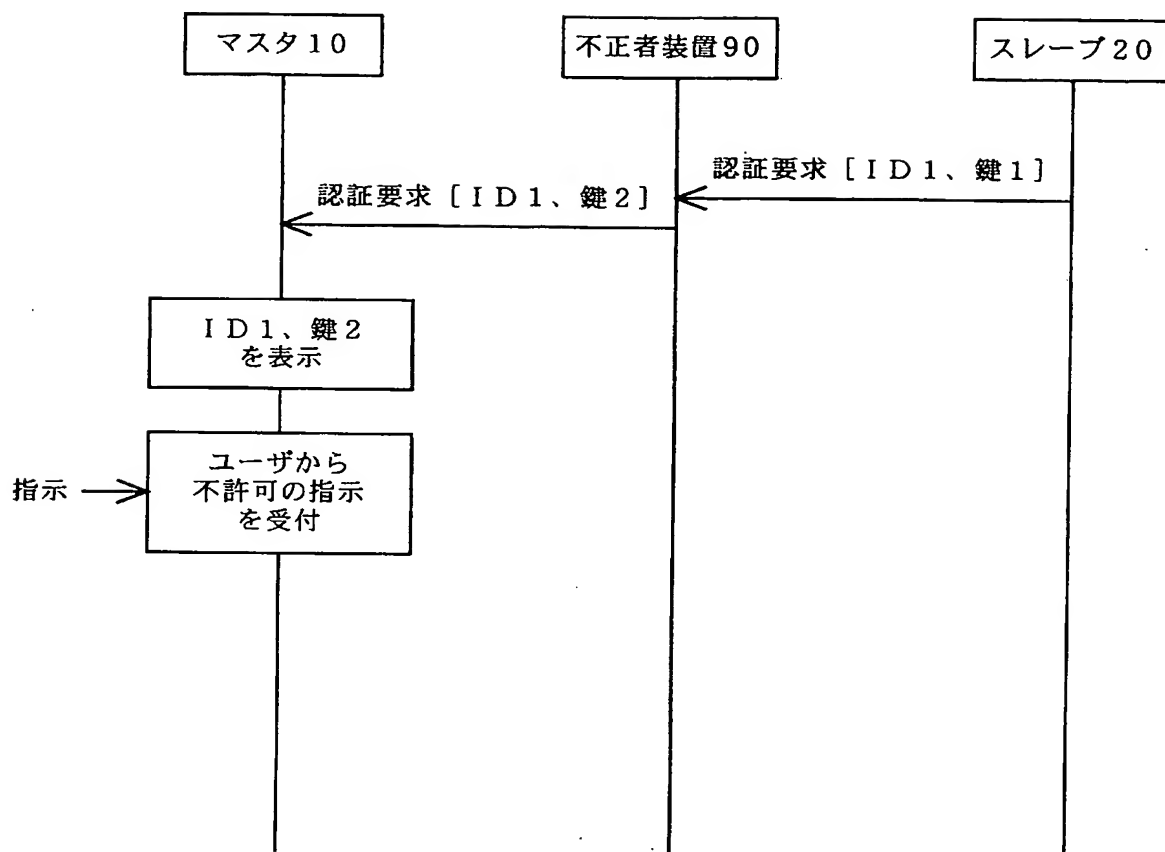 マスタ10
不正者装置90
スレーブ20
認証要求［ＩＤ１、鍵１］
認証要求［ＩＤ１、鍵２］
ＩＤ１、鍵２
を表示
指示
ユーザから
不許可の指示
を受付